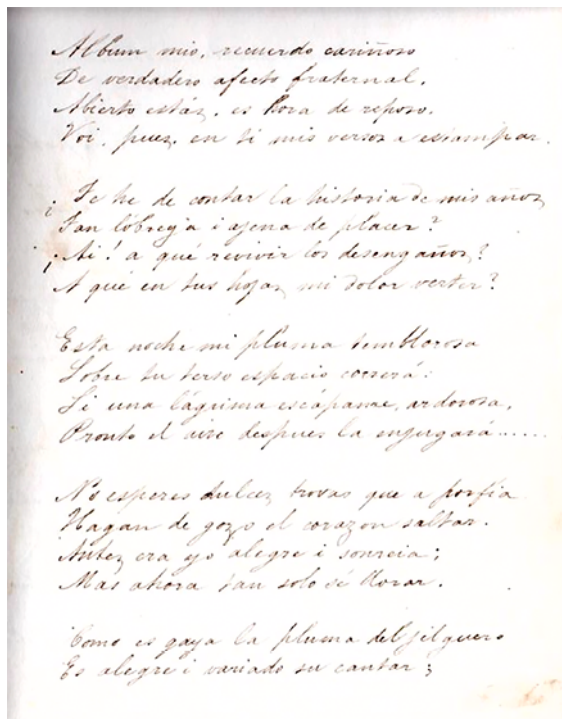 Album mio, recuerdo cariñoso
De verdadero afecto fraternal,
Abierto estás, es hora de reposo,
Voi, pues, en ti mis versos a estampar.
¿Te he de contar la historia de mis años
Tan lóbrega i ajena de placer?
¡Ai! a qué revivir los desengaños?
A qué en tus hojas mi dolor verter?
Esta noche mi pluma temblorosa
Sobre tu terso espacio correrá:
Si una lágrima escápame, ardorosa,
Pronto el aire despues la enjugará......
No esperes dulces trovas que a porfía
Hagan de gozo el corazon saltar.
Antes era yo alegre i sonreia;
Mas ahora tan solo sé llorar.
Como es gaya la pluma del jilguero
Es alegre i variado su cantar;